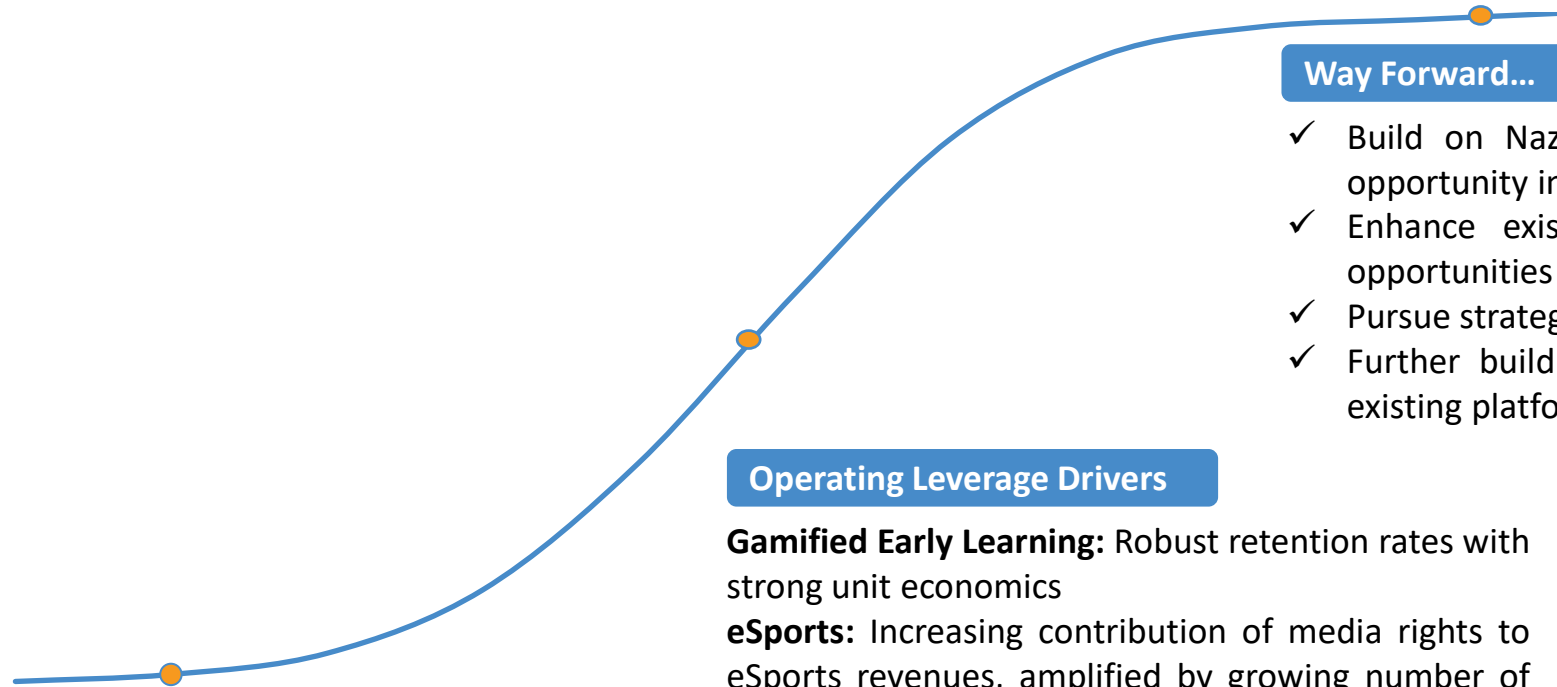 Way Forward…
✓ Build on Naz
opportunity in
✓ Enhance exis
opportunities
✓ Pursue strateg
✓ Further build
existing platfo
Operating Leverage Drivers
Gamified Early Learning: Robust retention rates with
strong unit economics
eSports: Increasing contribution of media rights to
eSports revenues, amplified by growing number of